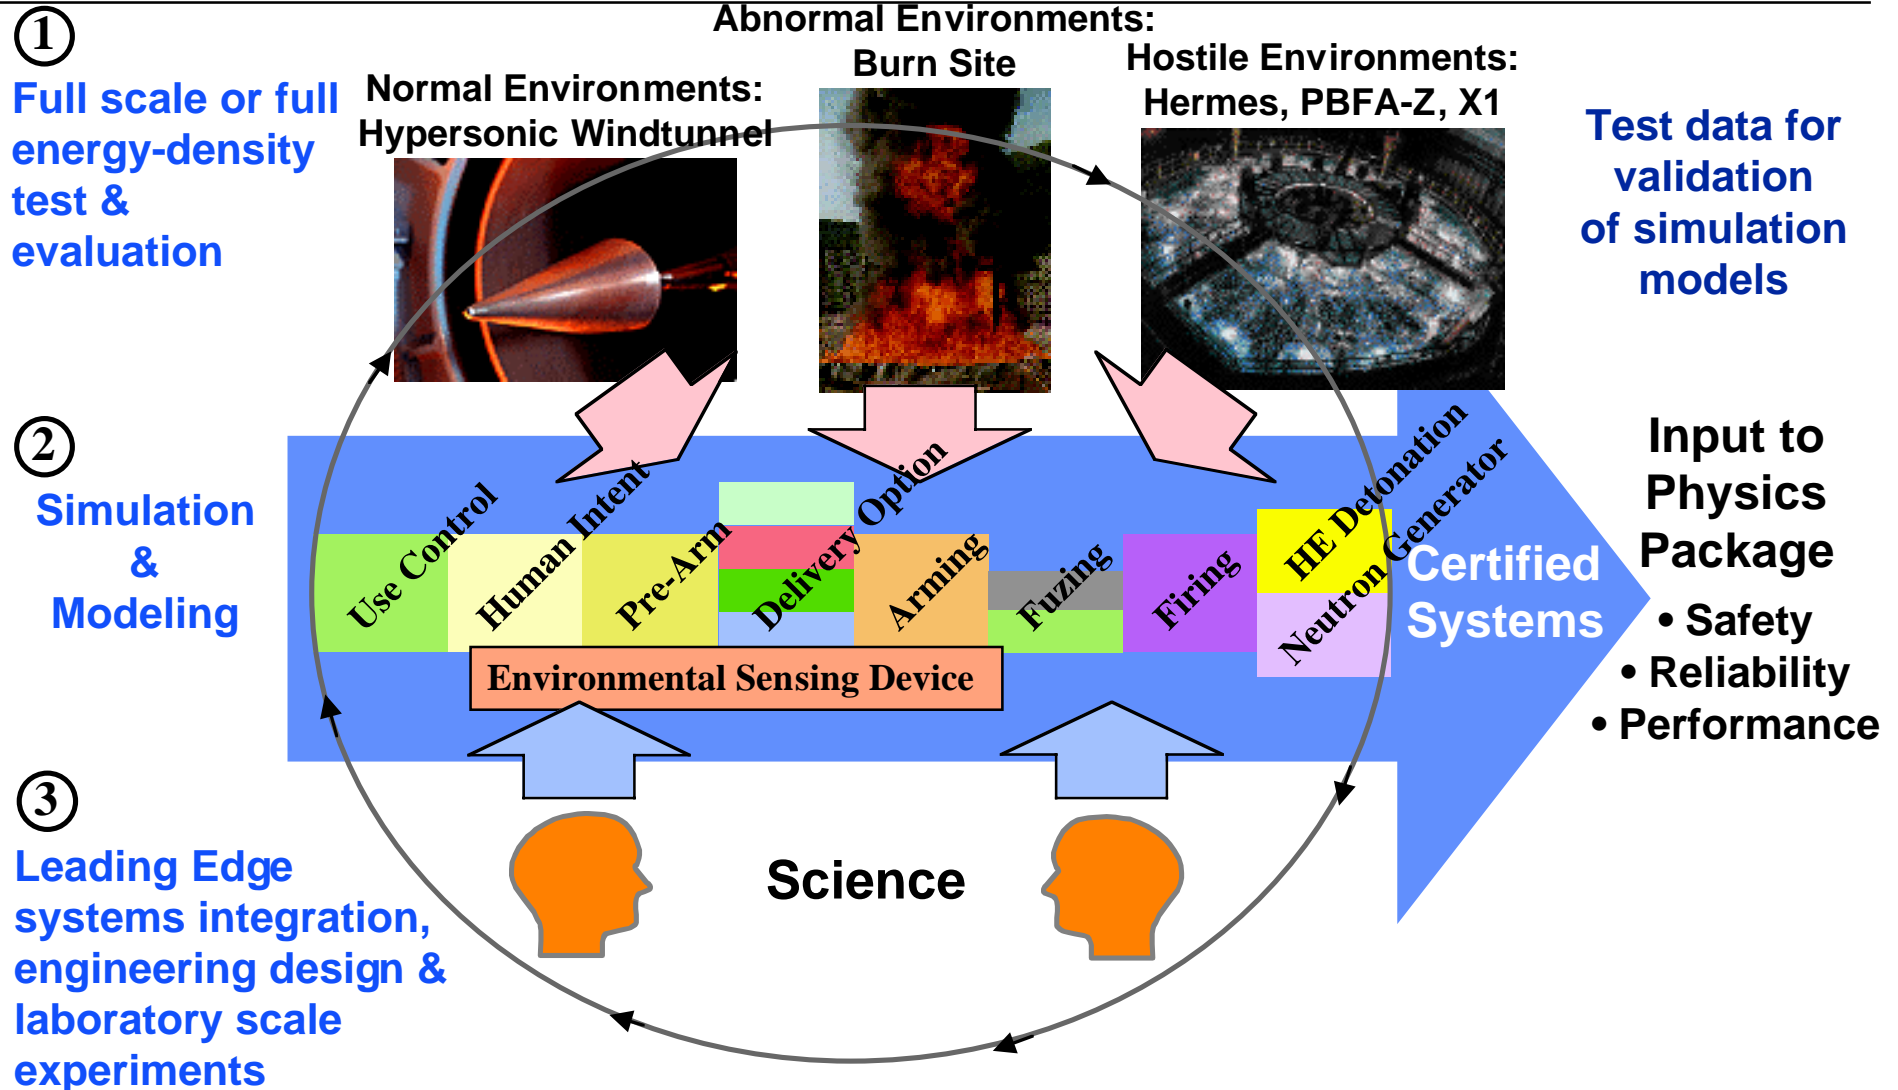 1
Full scale or full
energy-density
test &
evaluation
Normal Environments:
Hypersonic Windtunnel
Abnormal Environments:
Burn Site
Hostile Environments:
Hermes, PBFA-Z, X1
Test data for
validation
of simulation
models
2
Simulation
&
Modeling
Use Control
Human Intent
Pre-Arm
Delivery Option
Arming
Fuzing
Firing
HE Detonation
Neutron Generator
Environmental Sensing Device
Certified
Systems
Input to
Physics
Package
• Safety
• Reliability
• Performance
3
Leading Edge
systems integration,
engineering design &
laboratory scale
experiments
Science